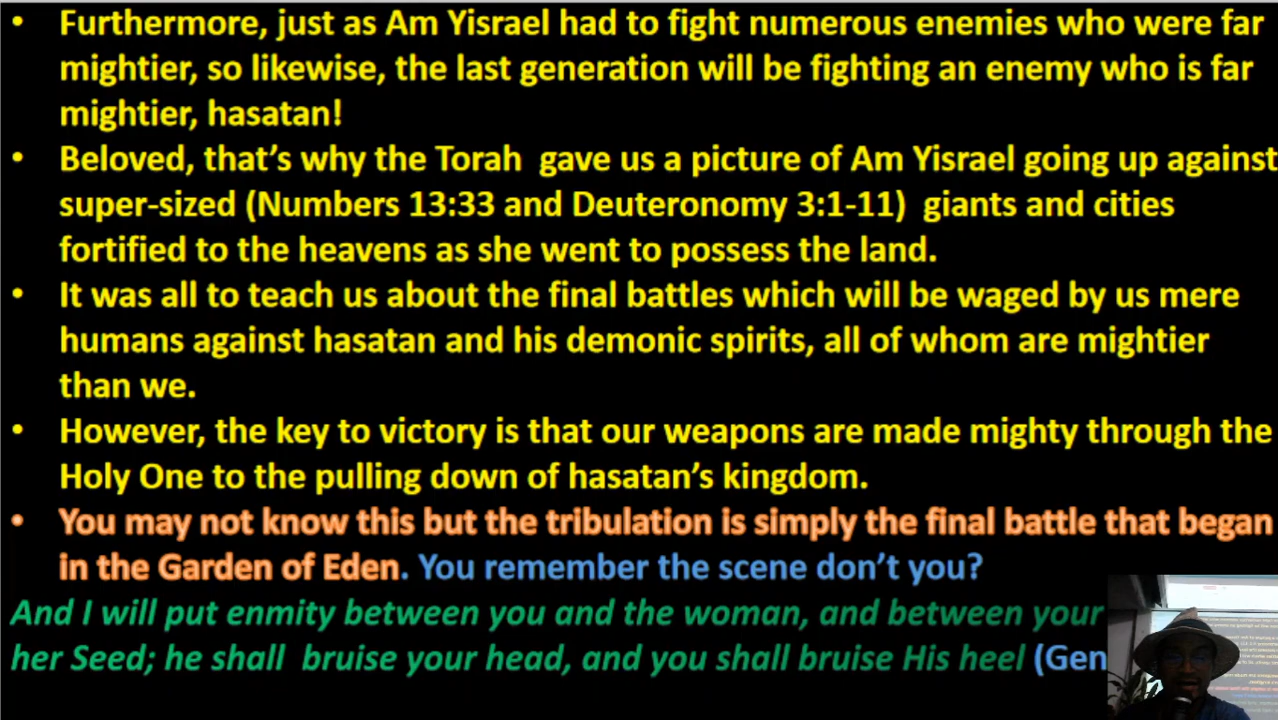 • Furthermore, just as Am Yisrael had to fight numerous enemies who were far
mightier, so likewise, the last generation will be fighting an enemy who is far
mightier, hasatan!
• Beloved, that's why the Torah  gave us a picture of Am Yisrael going up against
super-sized (Numbers 13:33 and Deuteronomy 3:1-11)  giants and cities
fortified to the heavens as she went to possess the land.
• It was all to teach us about the final battles which will be waged by us mere
humans against hasatan and his demonic spirits, all of whom are mightier
than we.
• However, the key to victory is that our weapons are made mighty through the
Holy One to the pulling down of hasatan's kingdom.
• You may not know this but the tribulation is simply the final battle that began
in the Garden of Eden. You remember the scene don't you?
And I will put enmity between you and the woman, and between your
her Seed; he shall  bruise your head, and you shall bruise His heel (Gen